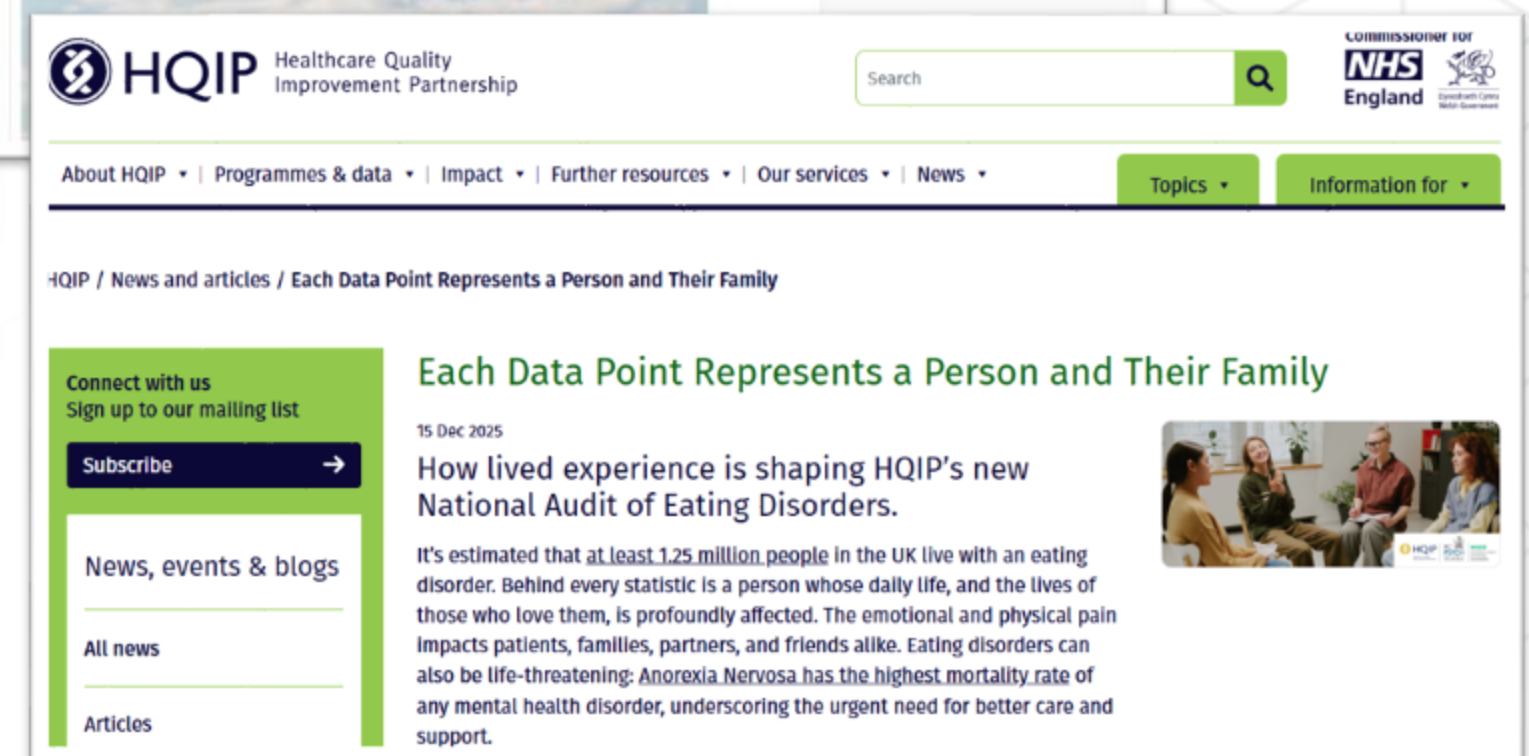 HQIP
Healthcare Quality
Improvement Partnership
Search
Commissioner for
NHS
England
About HQIP | Programmes & data | Impact | Further resources | Our services | News
Topics
Information for
HQIP / News and articles / Each Data Point Represents a Person and Their Family
Connect with us
Sign up to our mailing list
Subscribe →
News, events & blogs
All news
Articles
Each Data Point Represents a Person and Their Family
15 Dec 2025
How lived experience is shaping HQIP's new
National Audit of Eating Disorders.
It's estimated that at least 1.25 million people in the UK live with an eating
disorder. Behind every statistic is a person whose daily life, and the lives of
those who love them, is profoundly affected. The emotional and physical pain
impacts patients, families, partners, and friends alike. Eating disorders can
also be life-threatening: Anorexia Nervosa has the highest mortality rate of
any mental health disorder, underscoring the urgent need for better care and
support.
HQIP